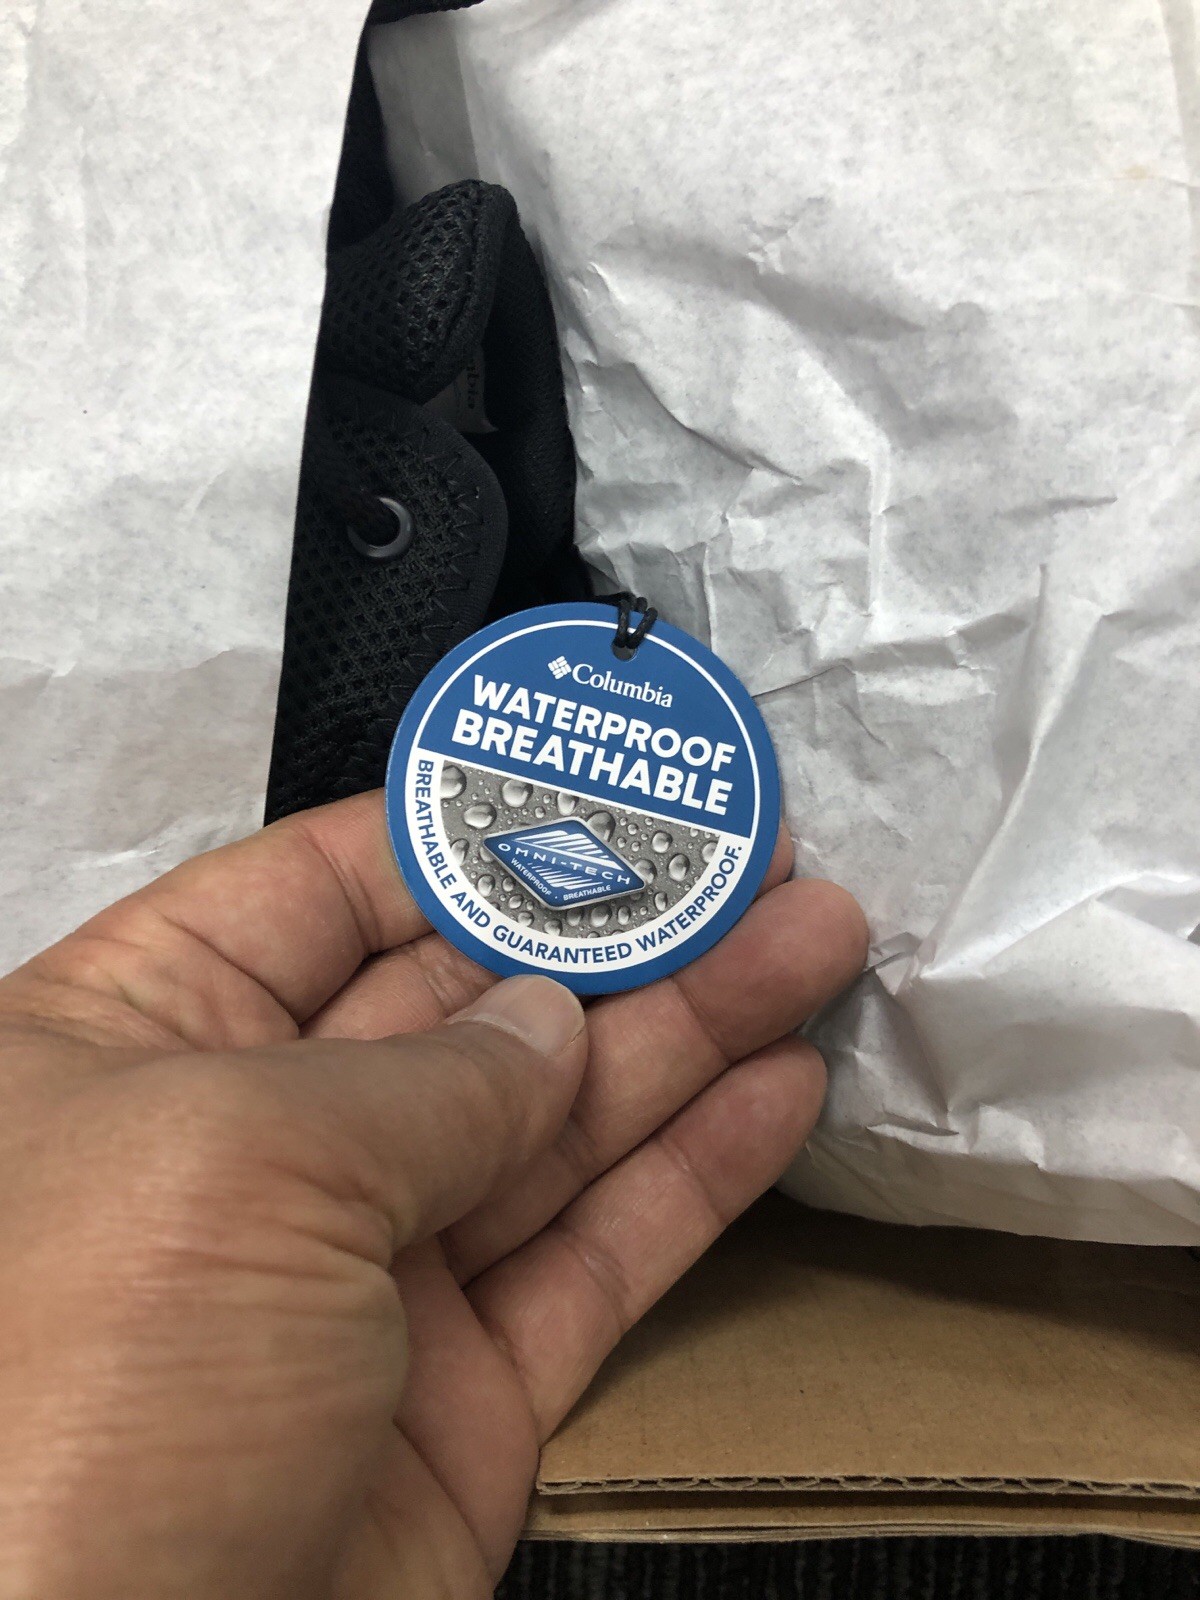 Columbia
WATERPROOF
BREATHABLE
OMNI-TECH
WATERPROOF • BREATHABLE
BREATHABLE AND GUARANTEED WATERPROOF.